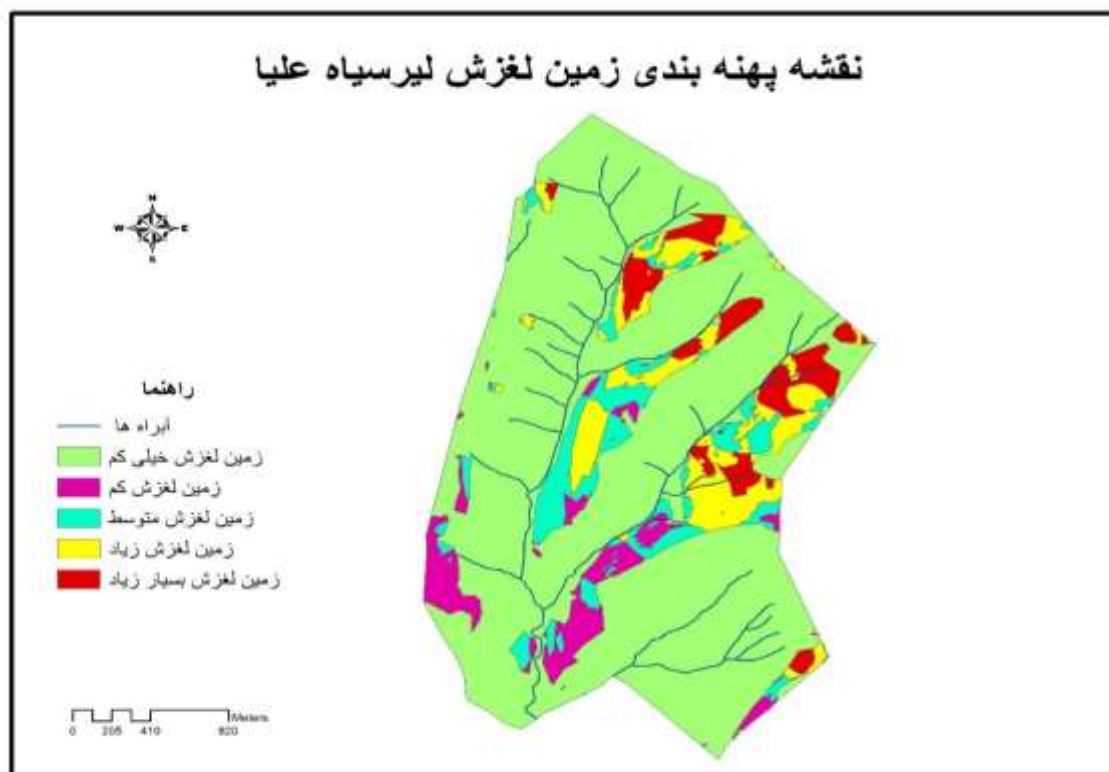 نقشه پهنه بندی زمین لغزش لیرسیاه علیا
N
W E
S
راهنما
آبراه ها
زمین لغزش خیلی کم
زمین لغزش کم
زمین لغزش متوسط
زمین لغزش زیاد
زمین لغزش بسیار زیاد
Meters
0 205 410 820